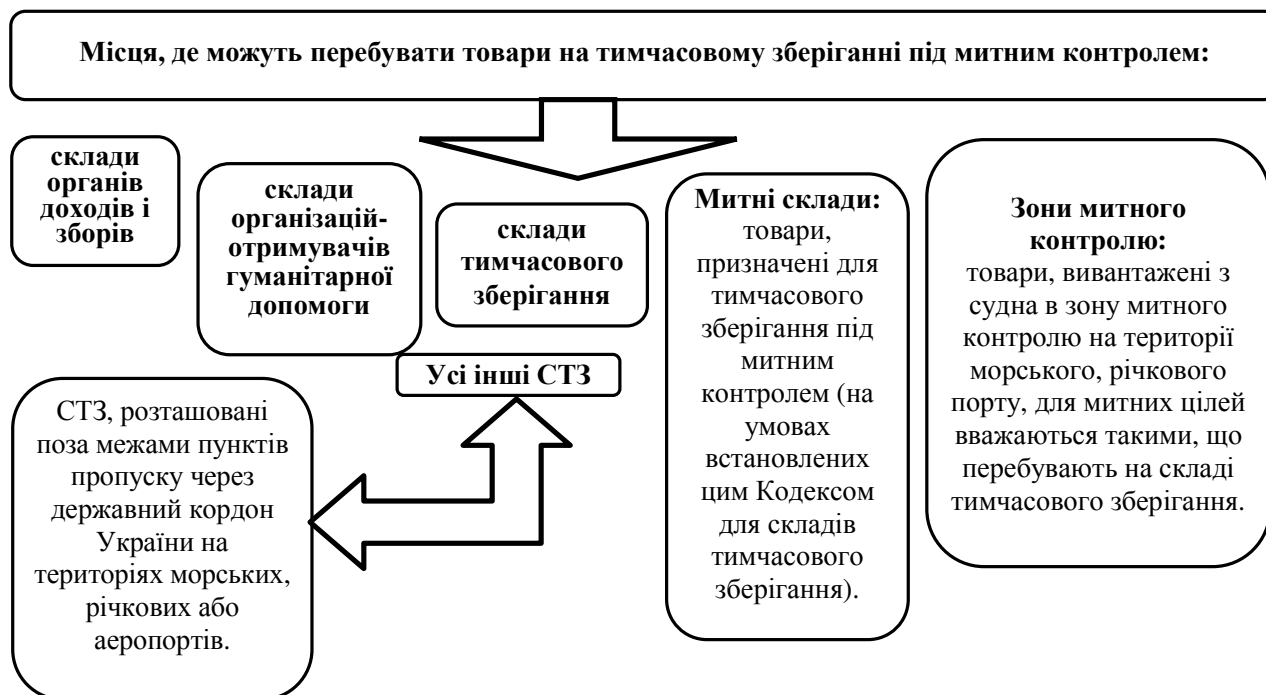 Місця, де можуть перебувати товари на тимчасовому зберіганні під митним контролем:
склади
органів
доходів і
зборів
склади
організацій-
отримувачів
гуманітарної
допомоги
склади
тимчасового
зберігання
Митні склади:
товари,
призначені для
тимчасового
зберігання під
митним
контролем (на
умовах
встановлених
цим Кодексом
для складів
тимчасового
зберігання).
Зони митного
контролю:
товари, вивантажені з
судна в зону митного
контролю на території
морського, річкового
порту, для митних цілей
вважаються такими, що
перебувають на складі
тимчасового зберігання.
Усі інші СТЗ
СТЗ, розташовані
поза межами пунктів
пропуску через
державний кордон
України на
територіях морських,
річкових або
аеропортів.